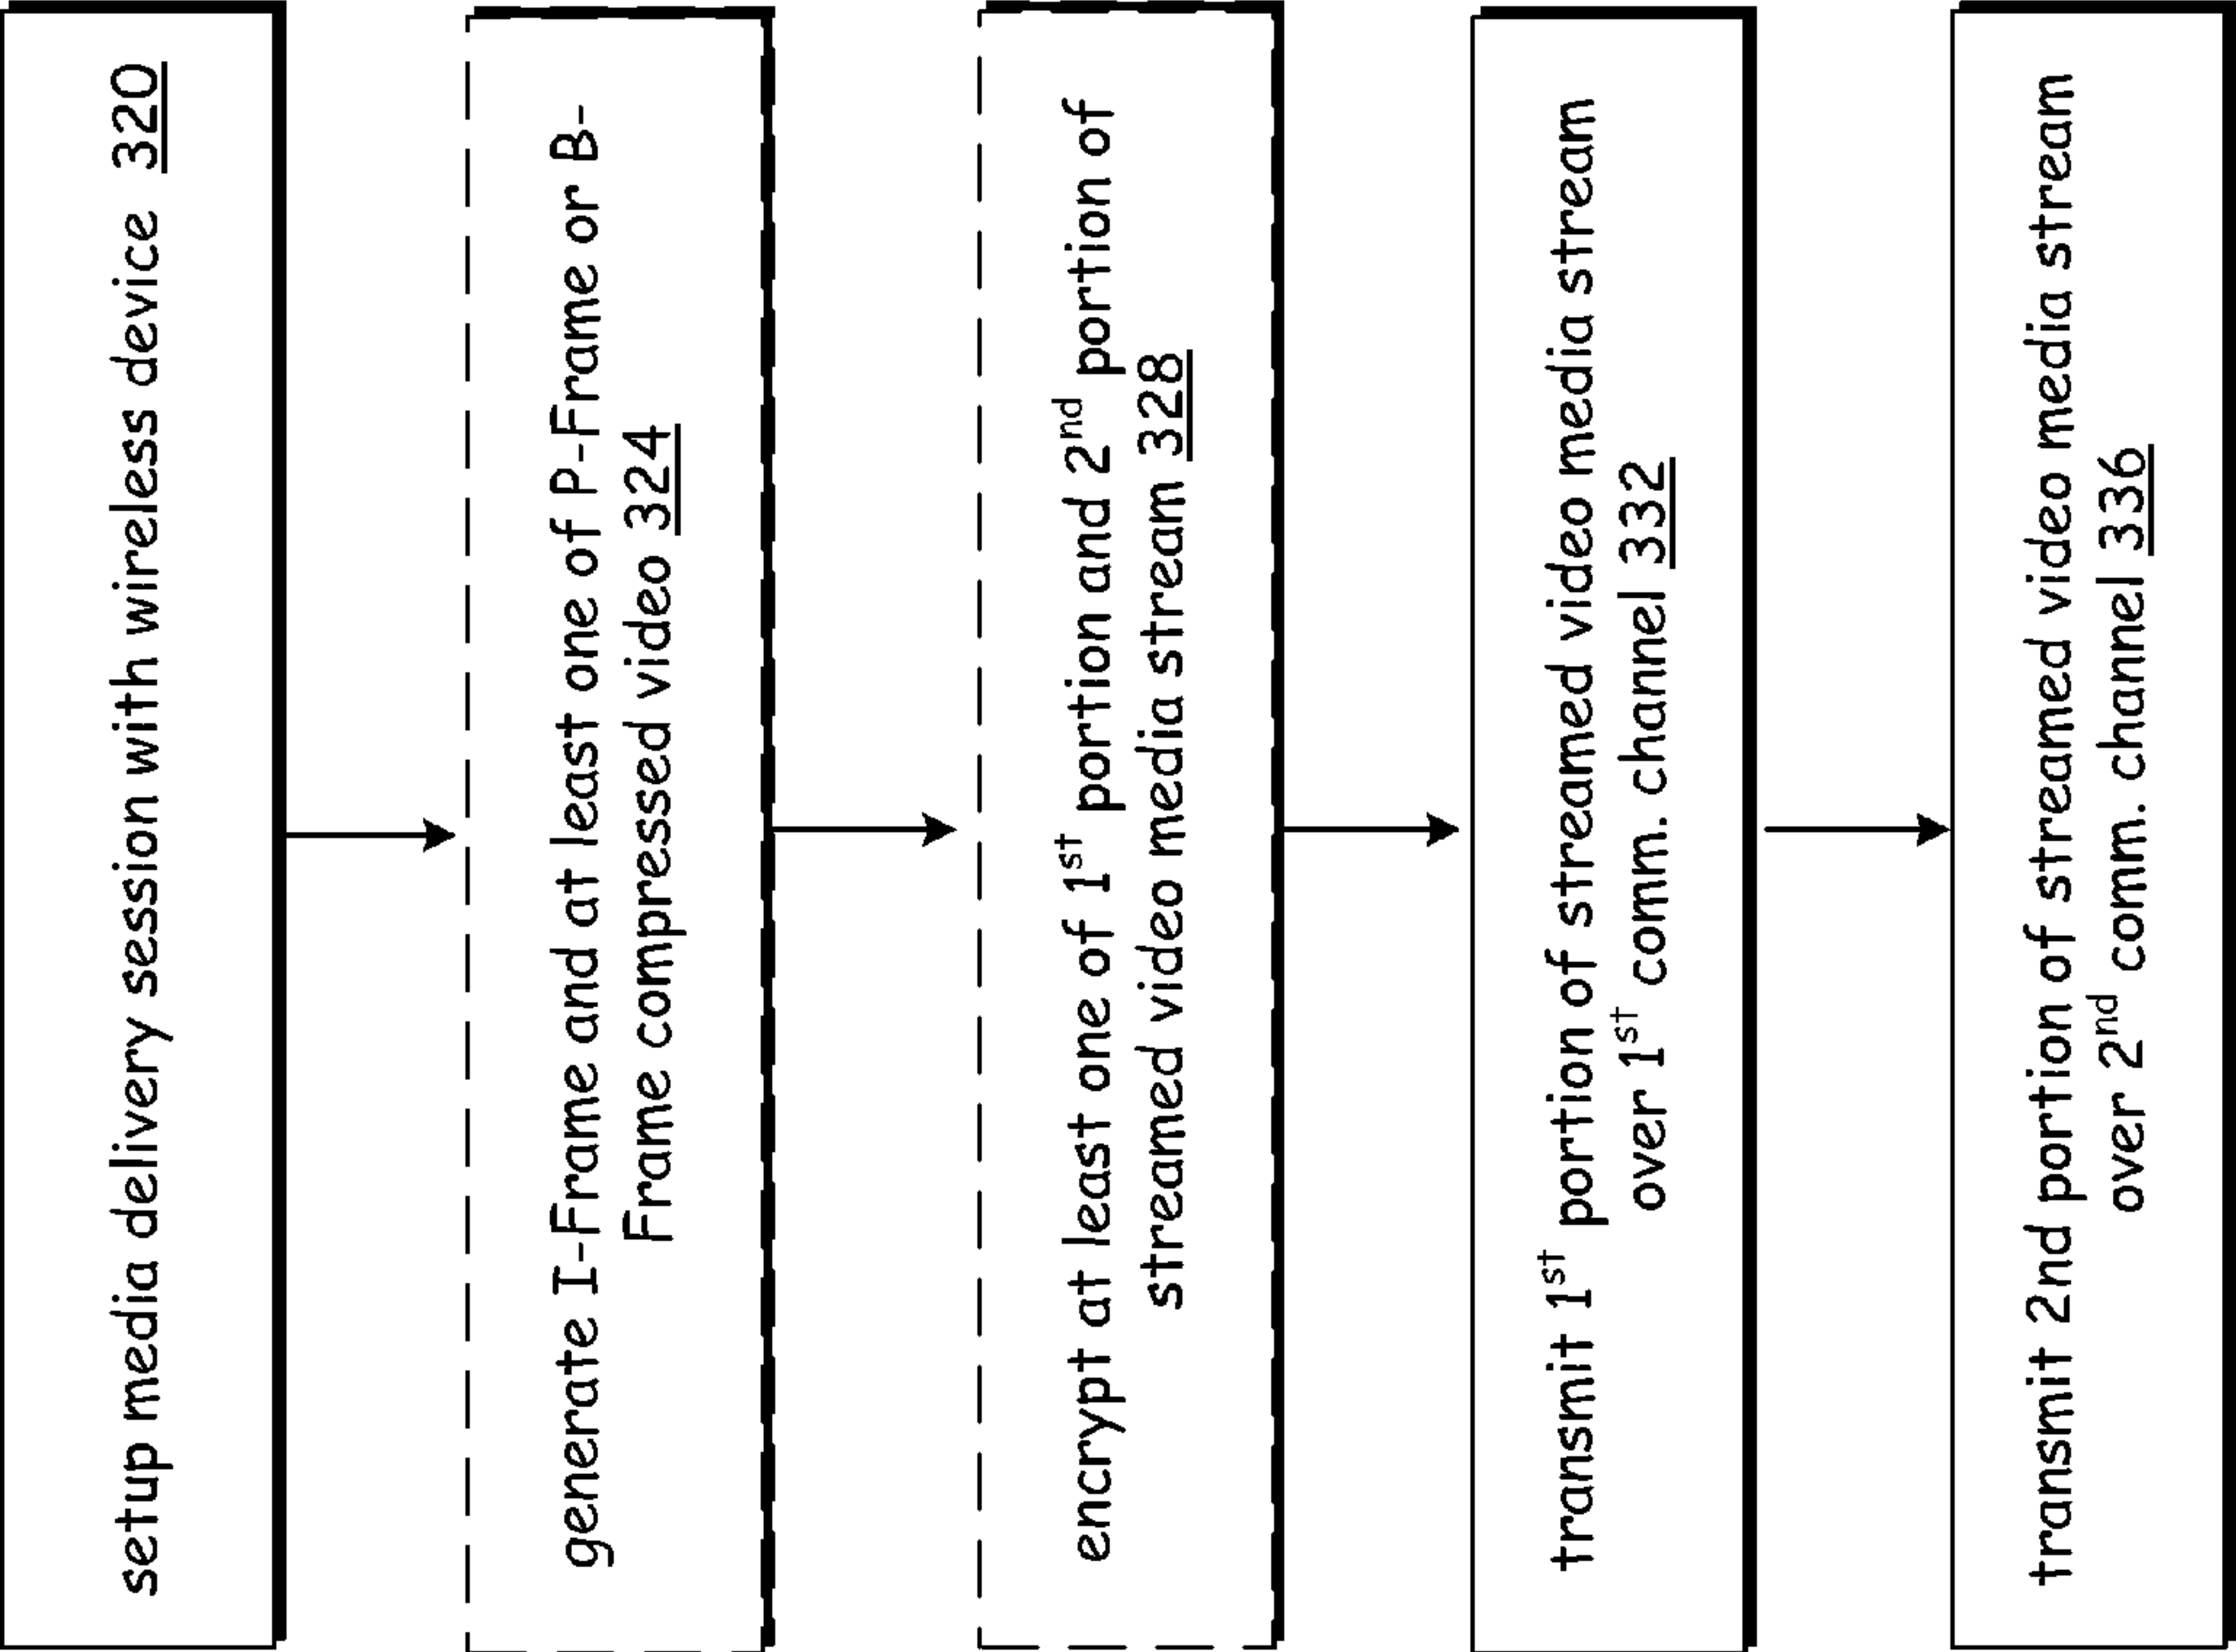 setup media delivery session with wireless device 320
generate I-Frame and at least one of P-Frame or B-
Frame compressed video 324
encrypt at least one of 1st portion and 2nd portion of
streamed video media stream 328
transmit 1st portion of streamed video media stream
over 1st comm. channel 332
transmit 2nd portion of streamed video media stream
over 2nd comm. channel 336